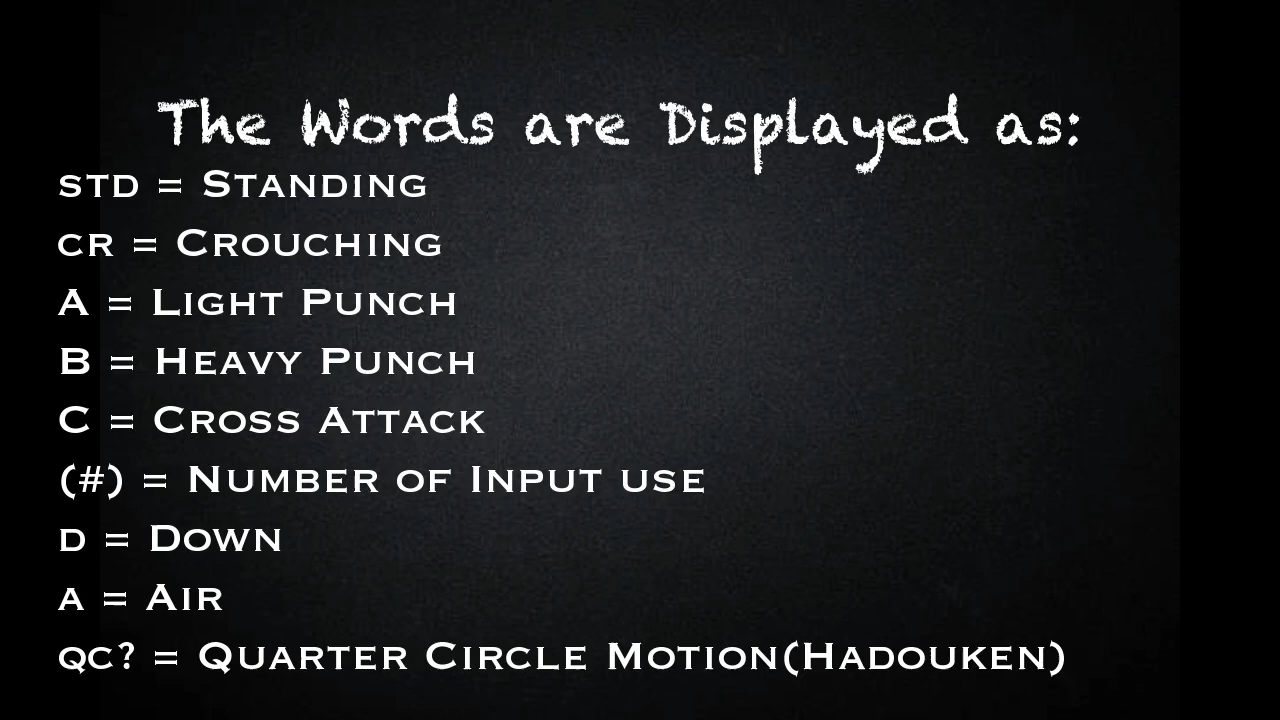 The Words are Displayed as:
std = Standing
cr = Crouching
A = Light Punch
B = Heavy Punch
C = Cross Attack
(#) = Number of Input use
d = Down
a = Air
qc? = Quarter Circle Motion(Hadouken)